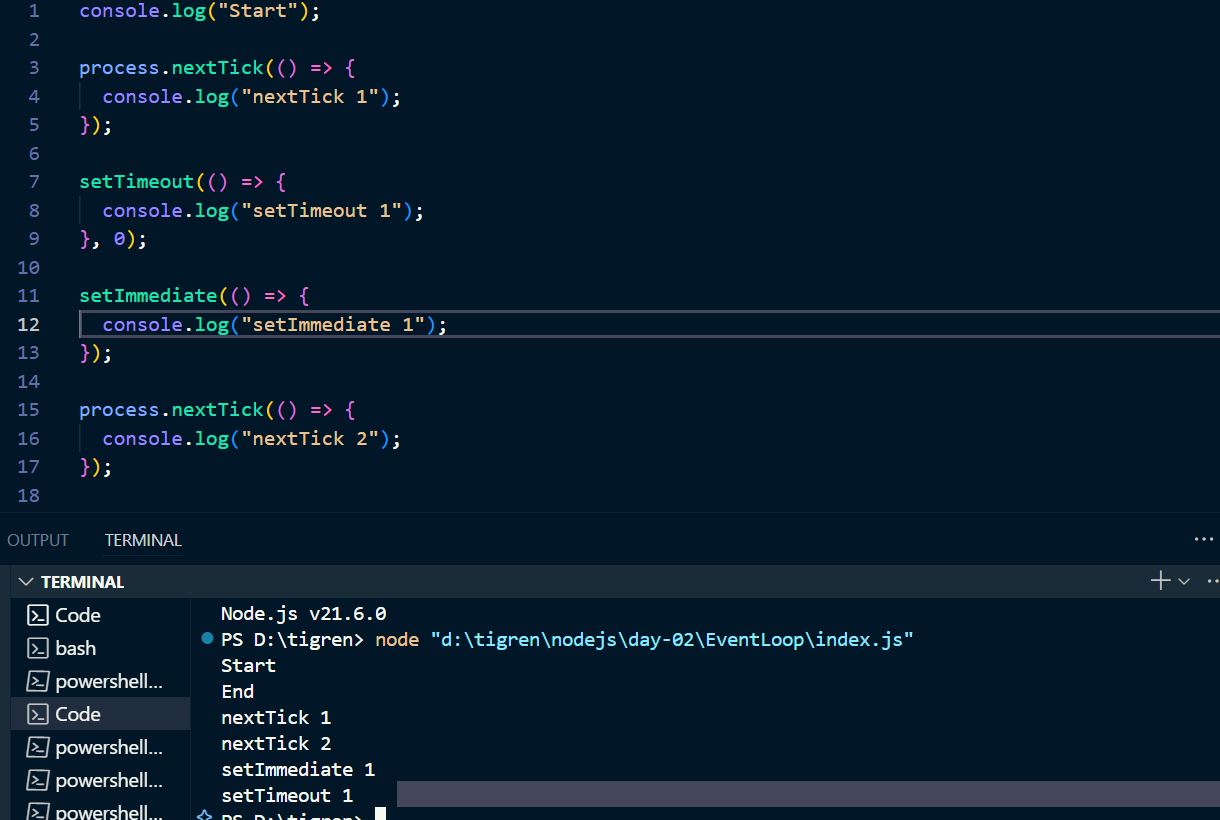 1 console.log("Start");
2
3 process.nextTick(() => {
4   console.log("nextTick 1");
5 });
6
7 setTimeout(() => {
8   console.log("setTimeout 1");
9 }, 0);
10
11 setImmediate(() => {
12   console.log("setImmediate 1");
13 });
14
15 process.nextTick(() => {
16   console.log("nextTick 2");
17 });
18
OUTPUT TERMINAL ...
TERMINAL
Code
bash
powershell...
Code
powershell...
powershell...
powershell...
Node.js v21.6.0
PS D:\tigren> node "d:\tigren\nodejs\day-02\EventLoop\index.js"
Start
End
nextTick 1
nextTick 2
setImmediate 1
setTimeout 1
PS D:\tigren>